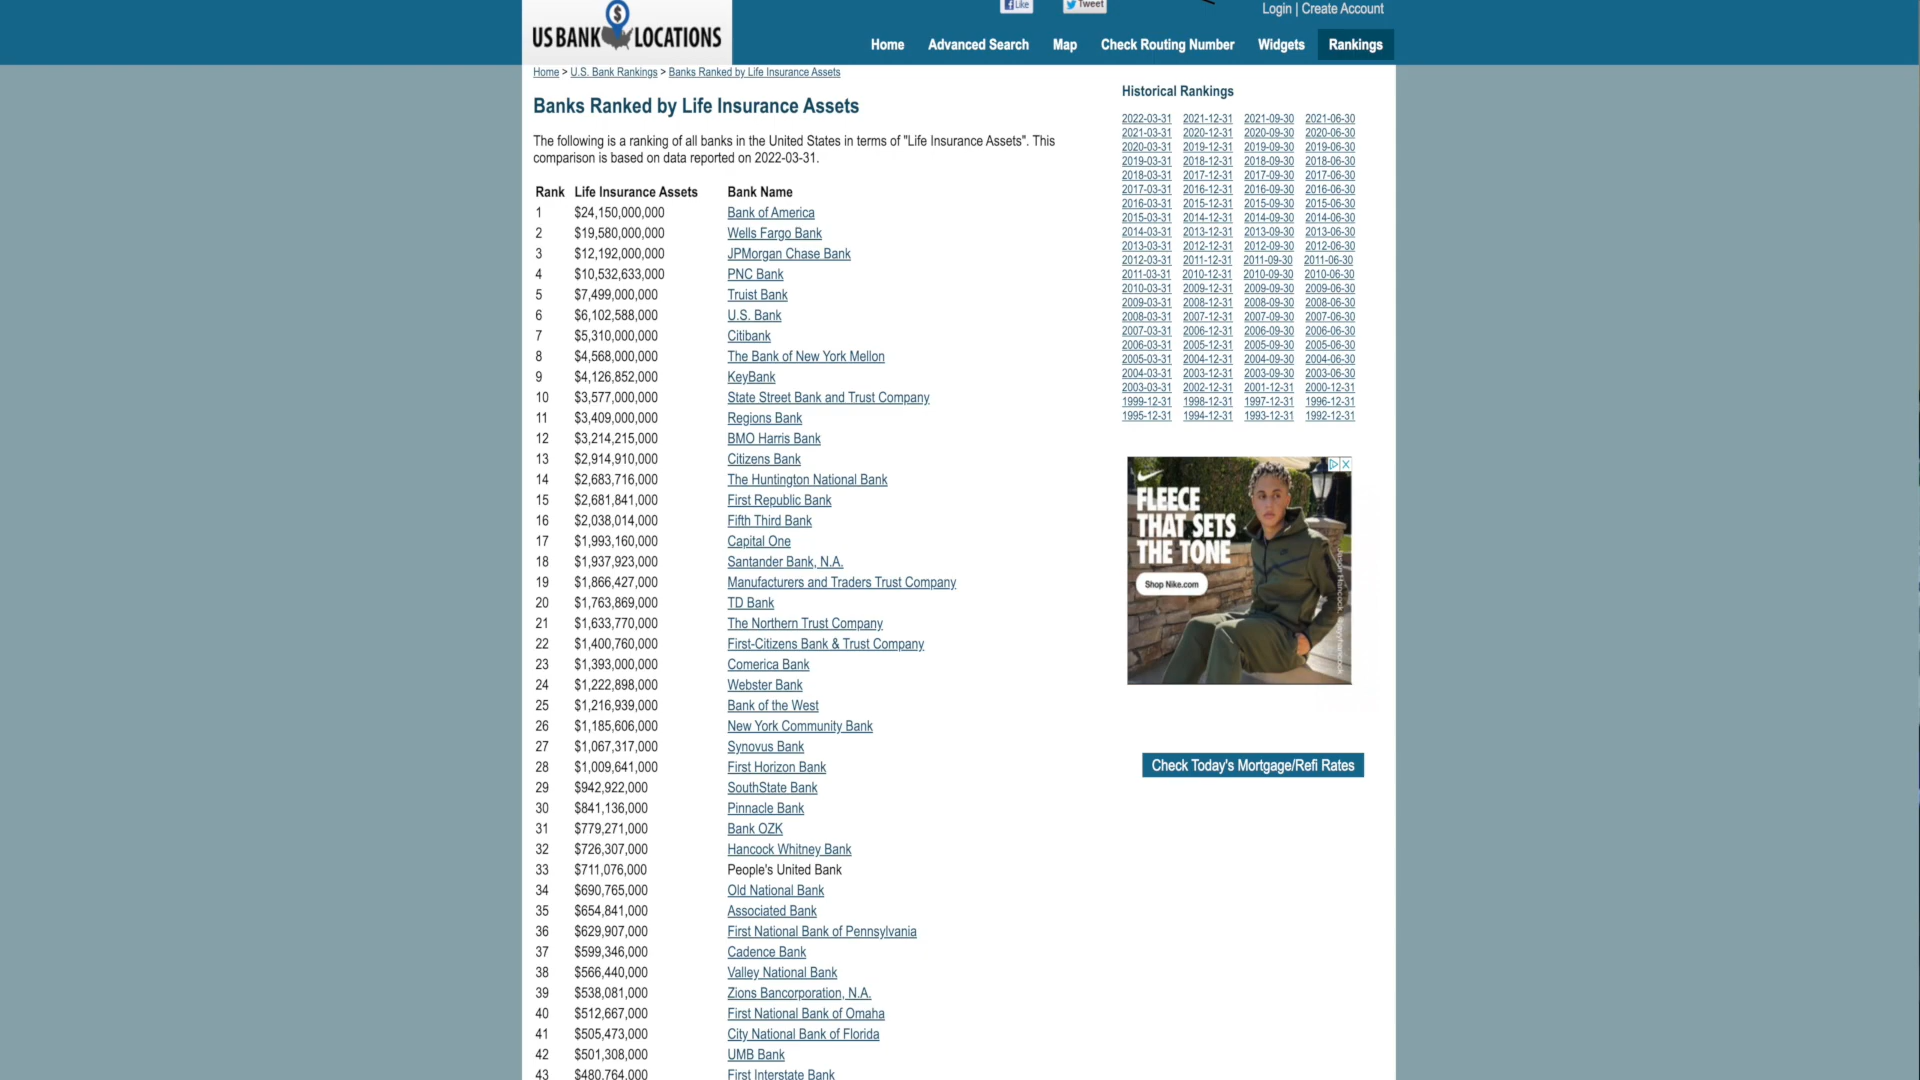 Like
Tweet
Login | Create Account
US BANK LOCATIONS
Home Advanced Search Map Check Routing Number Widgets Rankings
Home > U.S. Bank Rankings > Banks Ranked by Life Insurance Assets
Banks Ranked by Life Insurance Assets
The following is a ranking of all banks in the United States in terms of "Life Insurance Assets". This
comparison is based on data reported on 2022-03-31.
Rank Life Insurance Assets Bank Name
1 $24,150,000,000 Bank of America
2 $19,580,000,000 Wells Fargo Bank
3 $12,192,000,000 JPMorgan Chase Bank
4 $10,532,633,000 PNC Bank
5 $7,499,000,000 Truist Bank
6 $6,102,588,000 U.S. Bank
7 $5,310,000,000 Citibank
8 $4,568,000,000 The Bank of New York Mellon
9 $4,126,852,000 KeyBank
10 $3,577,000,000 State Street Bank and Trust Company
11 $3,409,000,000 Regions Bank
12 $3,214,215,000 BMO Harris Bank
13 $2,914,910,000 Citizens Bank
14 $2,683,716,000 The Huntington National Bank
15 $2,681,841,000 First Republic Bank
16 $2,038,014,000 Fifth Third Bank
17 $1,993,160,000 Capital One
18 $1,937,923,000 Santander Bank, N.A.
19 $1,866,427,000 Manufacturers and Traders Trust Company
20 $1,763,869,000 TD Bank
21 $1,633,770,000 The Northern Trust Company
22 $1,400,760,000 First-Citizens Bank & Trust Company
23 $1,393,000,000 Comerica Bank
24 $1,222,898,000 Webster Bank
25 $1,216,939,000 Bank of the West
26 $1,185,606,000 New York Community Bank
27 $1,067,317,000 Synovus Bank
28 $1,009,641,000 First Horizon Bank
29 $942,922,000 SouthState Bank
30 $841,136,000 Pinnacle Bank
31 $779,271,000 Bank OZK
32 $726,307,000 Hancock Whitney Bank
33 $711,076,000 People's United Bank
34 $690,765,000 Old National Bank
35 $654,841,000 Associated Bank
36 $629,907,000 First National Bank of Pennsylvania
37 $599,346,000 Cadence Bank
38 $566,440,000 Valley National Bank
39 $538,081,000 Zions Bancorporation, N.A.
40 $512,667,000 First National Bank of Omaha
41 $505,473,000 City National Bank of Florida
42 $501,308,000 UMB Bank
43 $480,764,000 First Interstate Bank
Historical Rankings
2022-03-31 2021-12-31 2021-09-30 2021-06-30
2021-03-31 2020-12-31 2020-09-30 2020-06-30
2020-03-31 2019-12-31 2019-09-30 2019-06-30
2019-03-31 2018-12-31 2018-09-30 2018-06-30
2018-03-31 2017-12-31 2017-09-30 2017-06-30
2017-03-31 2016-12-31 2016-09-30 2016-06-30
2016-03-31 2015-12-31 2015-09-30 2015-06-30
2015-03-31 2014-12-31 2014-09-30 2014-06-30
2014-03-31 2013-12-31 2013-09-30 2013-06-30
2013-03-31 2012-12-31 2012-09-30 2012-06-30
2012-03-31 2011-12-31 2011-09-30 2011-06-30
2011-03-31 2010-12-31 2010-09-30 2010-06-30
2010-03-31 2009-12-31 2009-09-30 2009-06-30
2009-03-31 2008-12-31 2008-09-30 2008-06-30
2008-03-31 2007-12-31 2007-09-30 2007-06-30
2007-03-31 2006-12-31 2006-09-30 2006-06-30
2006-03-31 2005-12-31 2005-09-30 2005-06-30
2005-03-31 2004-12-31 2004-09-30 2004-06-30
2004-03-31 2003-12-31 2003-09-30 2003-06-30
2003-03-31 2002-12-31 2001-12-31 2000-12-31
1999-12-31 1998-12-31 1997-12-31 1996-12-31
1995-12-31 1994-12-31 1993-12-31 1992-12-31
FLEECE
THAT SETS
THE TONE
Shop Nike.com
Check Today's Mortgage/Refi Rates